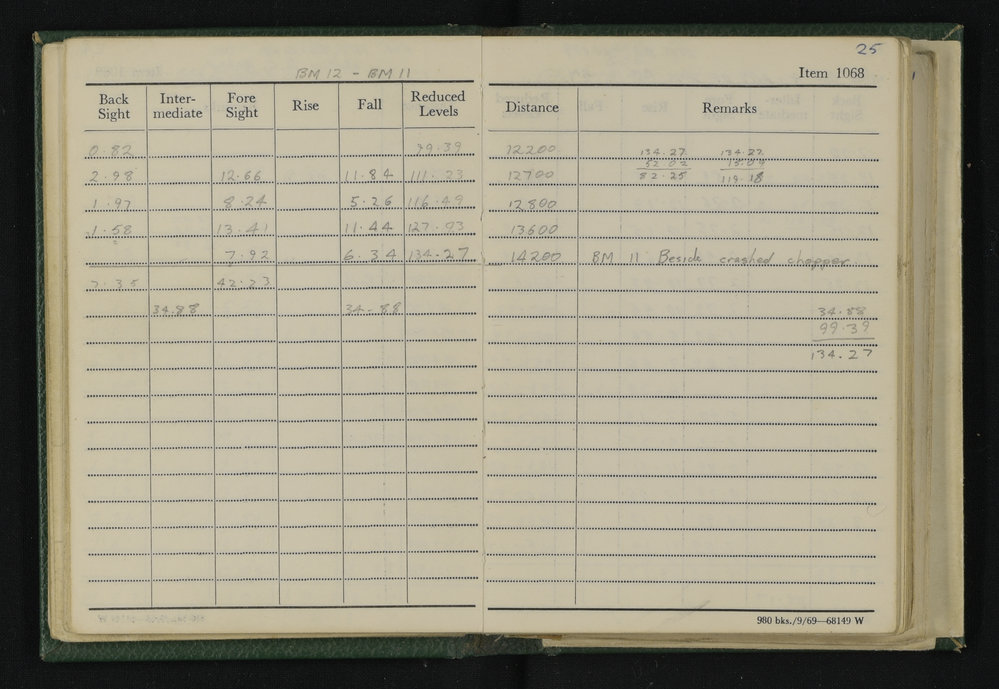 25
BM 12 - BM 11
Item 1068
Back Sight Inter-mediate Fore Sight Rise Fall Reduced Levels Distance Remarks
0.82 99.39 12200 134.27 134.27
52.02 15.09
2.98 12.66 11.84 111.23 12700 82.25 119.18
1.97 8.24 5.26 116.49 12800
1.58 13.41 11.44 127.93 13600
7.92 6.34 134.27 14200 BM 11 Beside crashed chopper.
7.35 42.23
34.88 34-88 34.88
99.39
134.27
980 bks./9/69—68149 W